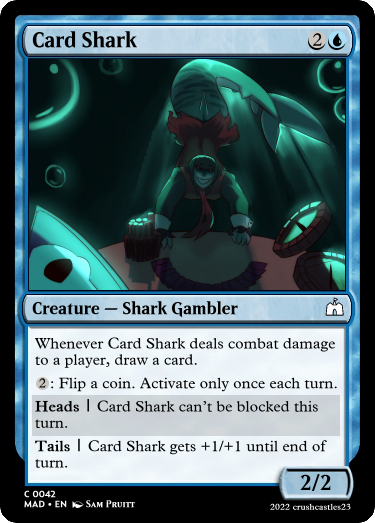 Card Shark 2
Creature — Shark Gambler
Whenever Card Shark deals combat damage
to a player, draw a card.
2: Flip a coin. Activate only once each turn.
Heads | Card Shark can't be blocked this
turn.
Tails | Card Shark gets +1/+1 until end of
turn.
2/2
C 0042
MAD • EN SAM PRUITT
2022 crushcastles23